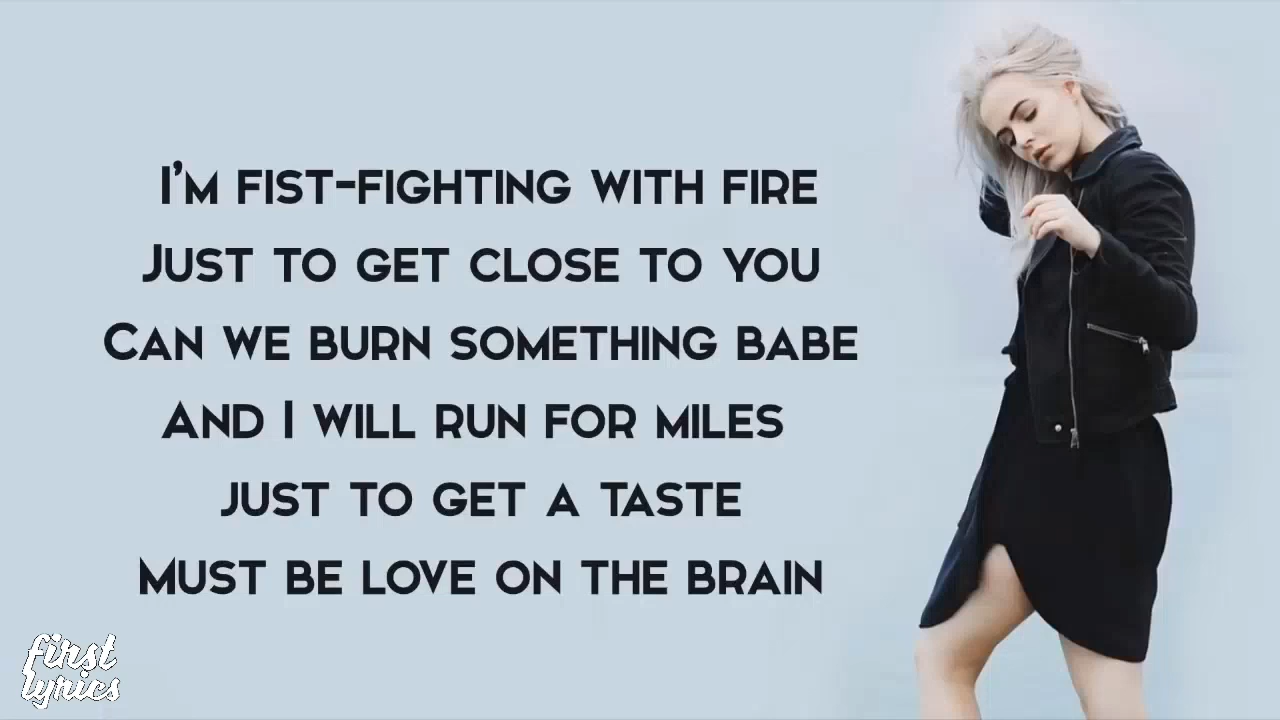 I'm fist-fighting with fire
Just to get close to you
Can we burn something babe
And I will run for miles
just to get a taste
Must be love on the brain
first
lyrics